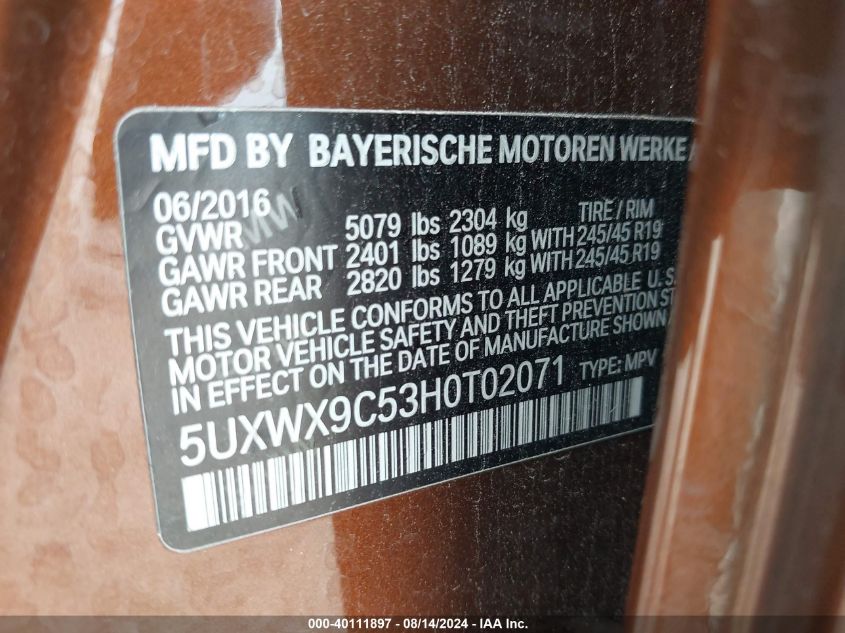 MFD BY BAYERISCHE MOTOREN WERKE
06/2016
GVWR 5079 lbs 2304 kg TIRE / RIM
GAWR FRONT 2401 lbs 1089 kg WITH 245/45 R19
GAWR REAR 2820 lbs 1279 kg WITH 245/45 R19
THIS VEHICLE CONFORMS TO ALL APPLICABLE U.S.
MOTOR VEHICLE SAFETY AND THEFT PREVENTION ST
IN EFFECT ON THE DATE OF MANUFACTURE SHOWN
5UXWX9C53H0T02071 TYPE: MPV
000-40111897 - 08/14/2024 - IAA Inc.